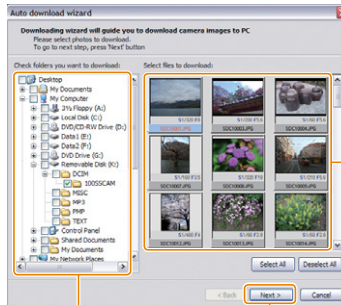 Auto download wizard
Downloading wizard will guide you to download camera images to PC
Please select photos to download.
To go to next step, press 'Next' button
Check folders you want to download:
Select files to download:
Desktop
My Documents
My Computer
3½ Floppy (A:)
Local Disk (C:)
DVD/CD-RW Drive (D:)
Data1 (E:)
Data2 (F:)
DVD Drive (G:)
Removable Disk (K:)
DCIM
100SSCAM
MISC
MP3
PMP
TEXT
Control Panel
Shared Documents
My Documents
My Network Places
SDC10003.JPG
SDC10004.JPG
SDC10007.JPG
SDC10009.JPG
SDC10012.JPG
SDC10013.JPG
Select All
Deselect All
< Back
Next >
Cancel